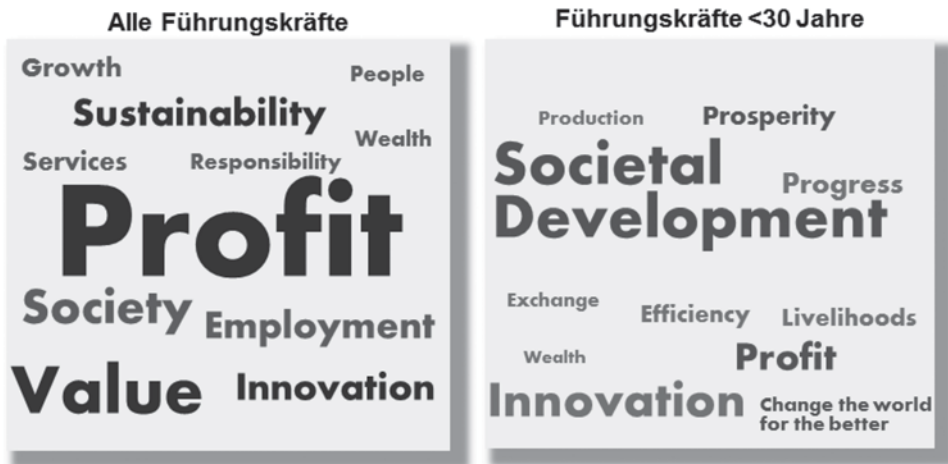 Alle Führungskräfte
Growth
People
Sustainability
Wealth
Services
Responsibility
Profit
Society
Employment
Value
Innovation
Führungskräfte <30 Jahre
Production
Prosperity
Societal
Development
Progress
Exchange
Efficiency
Livelihoods
Wealth
Profit
Innovation
Change the world
for the better